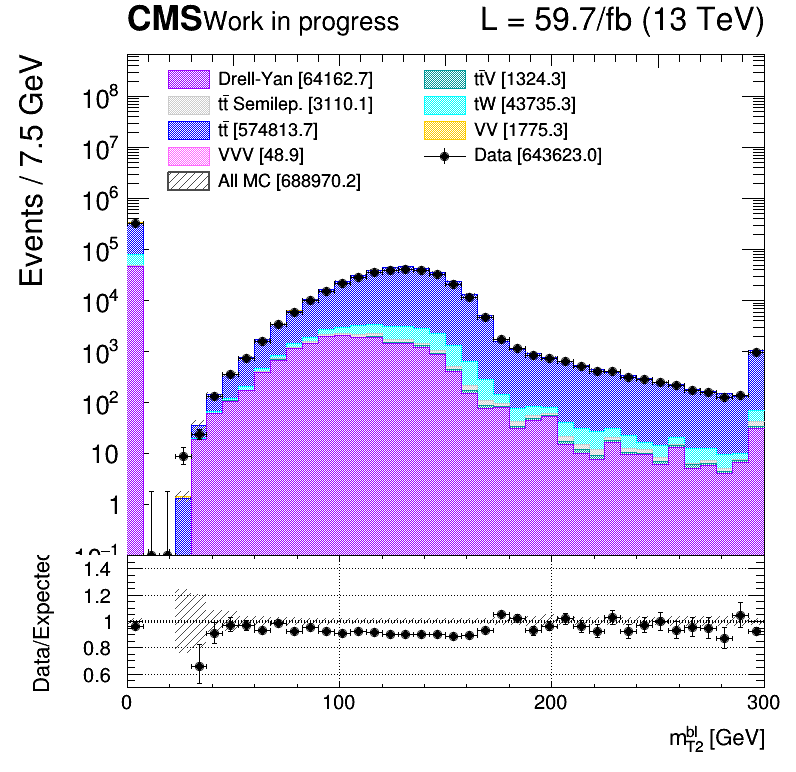 CMS Work in progress L = 59.7/fb (13 TeV)
Events / 7.5 GeV
Drell-Yan [64162.7]
tt̄ Semilep. [3110.1]
tt̄ [574813.7]
VVV [48.9]
All MC [688970.2]
tt̄V [1324.3]
tW [43735.3]
VV [1775.3]
Data [643623.0]
10⁸
10⁷
10⁶
10⁵
10⁴
10³
10²
10
1
10⁻¹
Data/Expected
1.4
1.2
1
0.8
0.6
0 100 200 300
m_{T2}^{bl} [GeV]